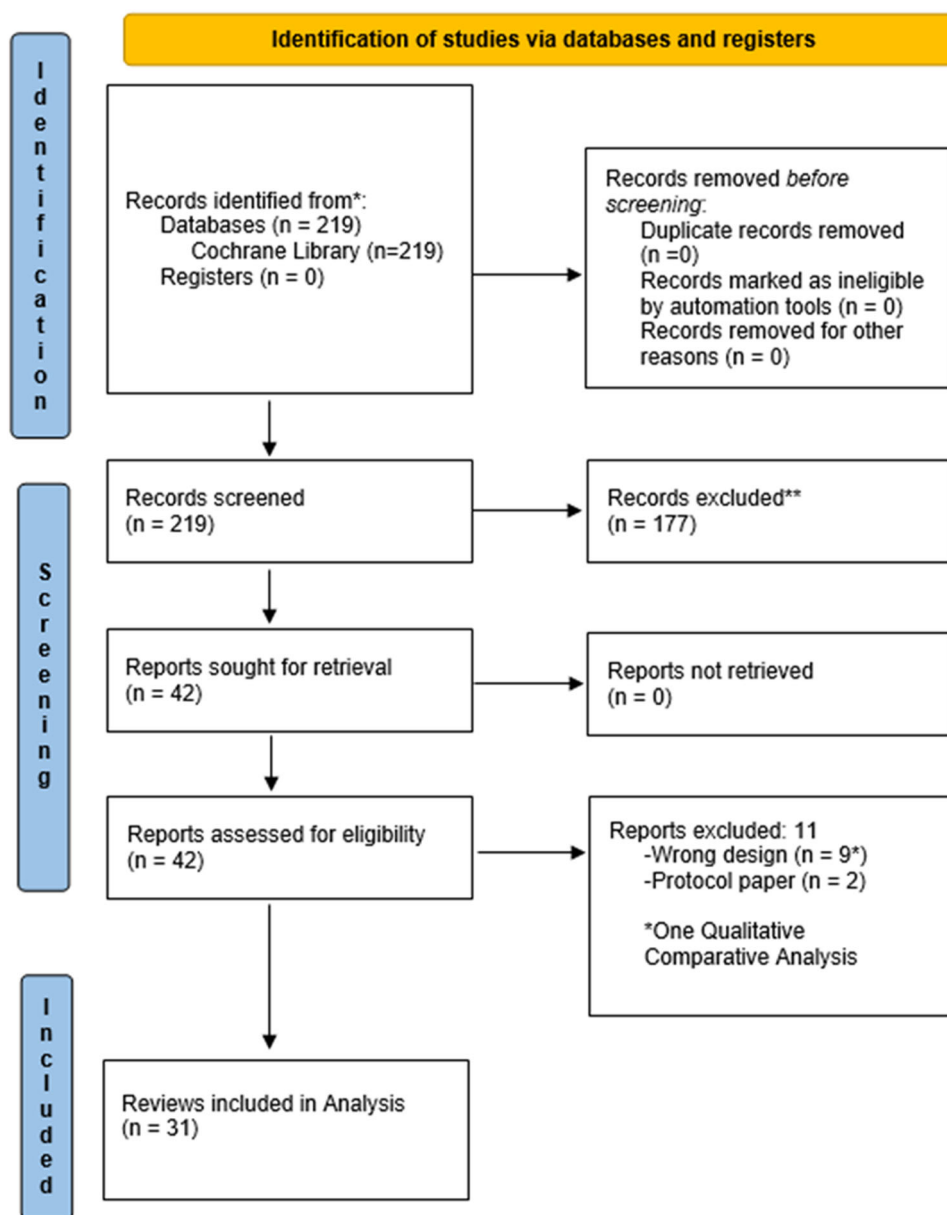 Identification of studies via databases and registers
Identification
Records identified from*:
Databases (n = 219)
Cochrane Library (n=219)
Registers (n = 0)
Records removed before
screening:
Duplicate records removed
(n =0)
Records marked as ineligible
by automation tools (n = 0)
Records removed for other
reasons (n = 0)
Screening
Records screened
(n = 219)
Records excluded**
(n = 177)
Reports sought for retrieval
(n = 42)
Reports not retrieved
(n = 0)
Reports assessed for eligibility
(n = 42)
Reports excluded: 11
-Wrong design (n = 9*)
-Protocol paper (n = 2)
*One Qualitative
Comparative Analysis
Included
Reviews included in Analysis
(n = 31)